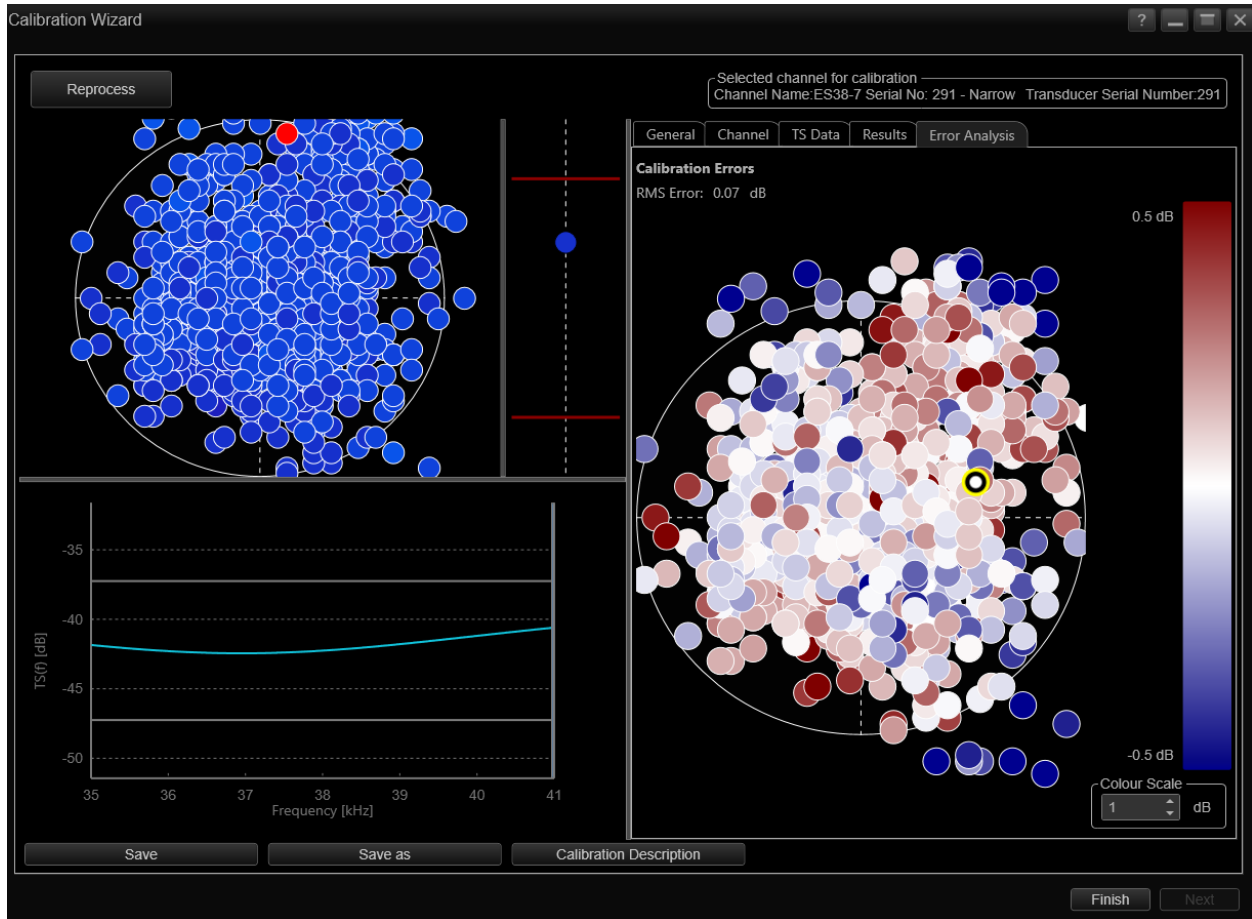 Calibration Wizard
?
Reprocess
Selected channel for calibration
Channel Name:ES38-7 Serial No: 291 - Narrow Transducer Serial Number:291
General Channel TS Data Results Error Analysis
Calibration Errors
RMS Error: 0.07 dB
0.5 dB
-0.5 dB
Colour Scale
1 dB
-35
-40
-45
-50
TS(f) [dB]
35 36 37 38 39 40 41
Frequency [kHz]
Save Save as Calibration Description
Finish Next